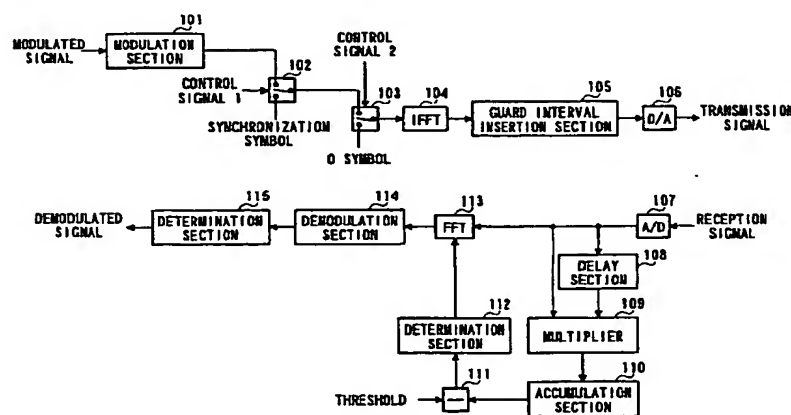 101
MODULATED
SIGNAL
MODULATION
SECTION
CONTROL
SIGNAL 2
102
CONTROL
SIGNAL 1
SYNCHRONIZATION
SYMBOL
103
0 SYMBOL
104
IFFT
105
GUARD INTERVAL
INSERTION SECTION
106
D/A
TRANSMISSION
SIGNAL
DEMODULATED
SIGNAL
115
DETERMINATION
SECTION
114
DEMODULATION
SECTION
113
FFT
107
A/D
RECEPTION
SIGNAL
108
DELAY
SECTION
112
DETERMINATION
SECTION
109
MULTIPLIER
THRESHOLD
111
110
ACCUMULATION
SECTION